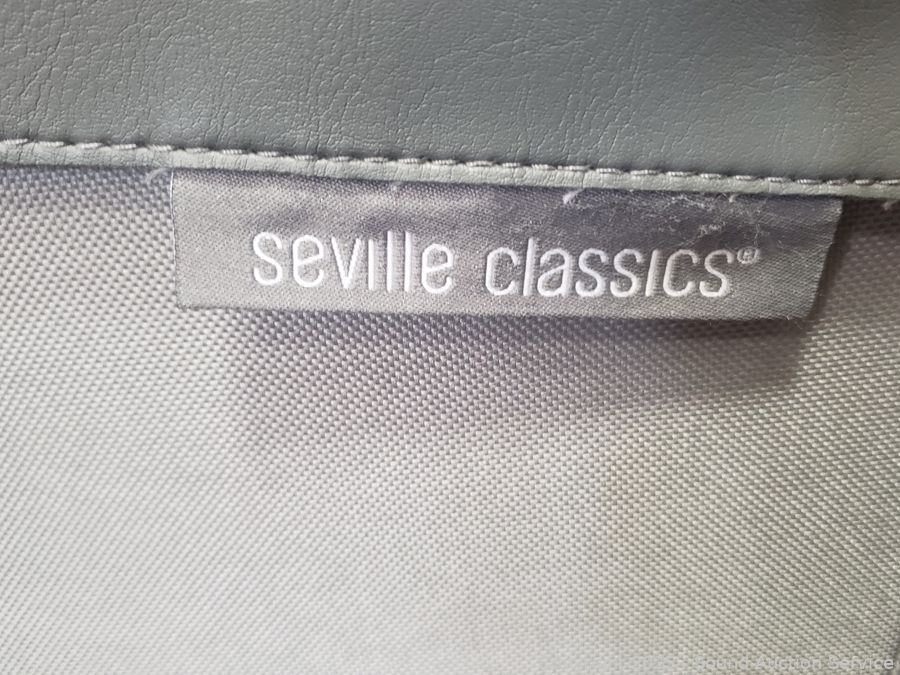 seville classics®
Sound Auction Service